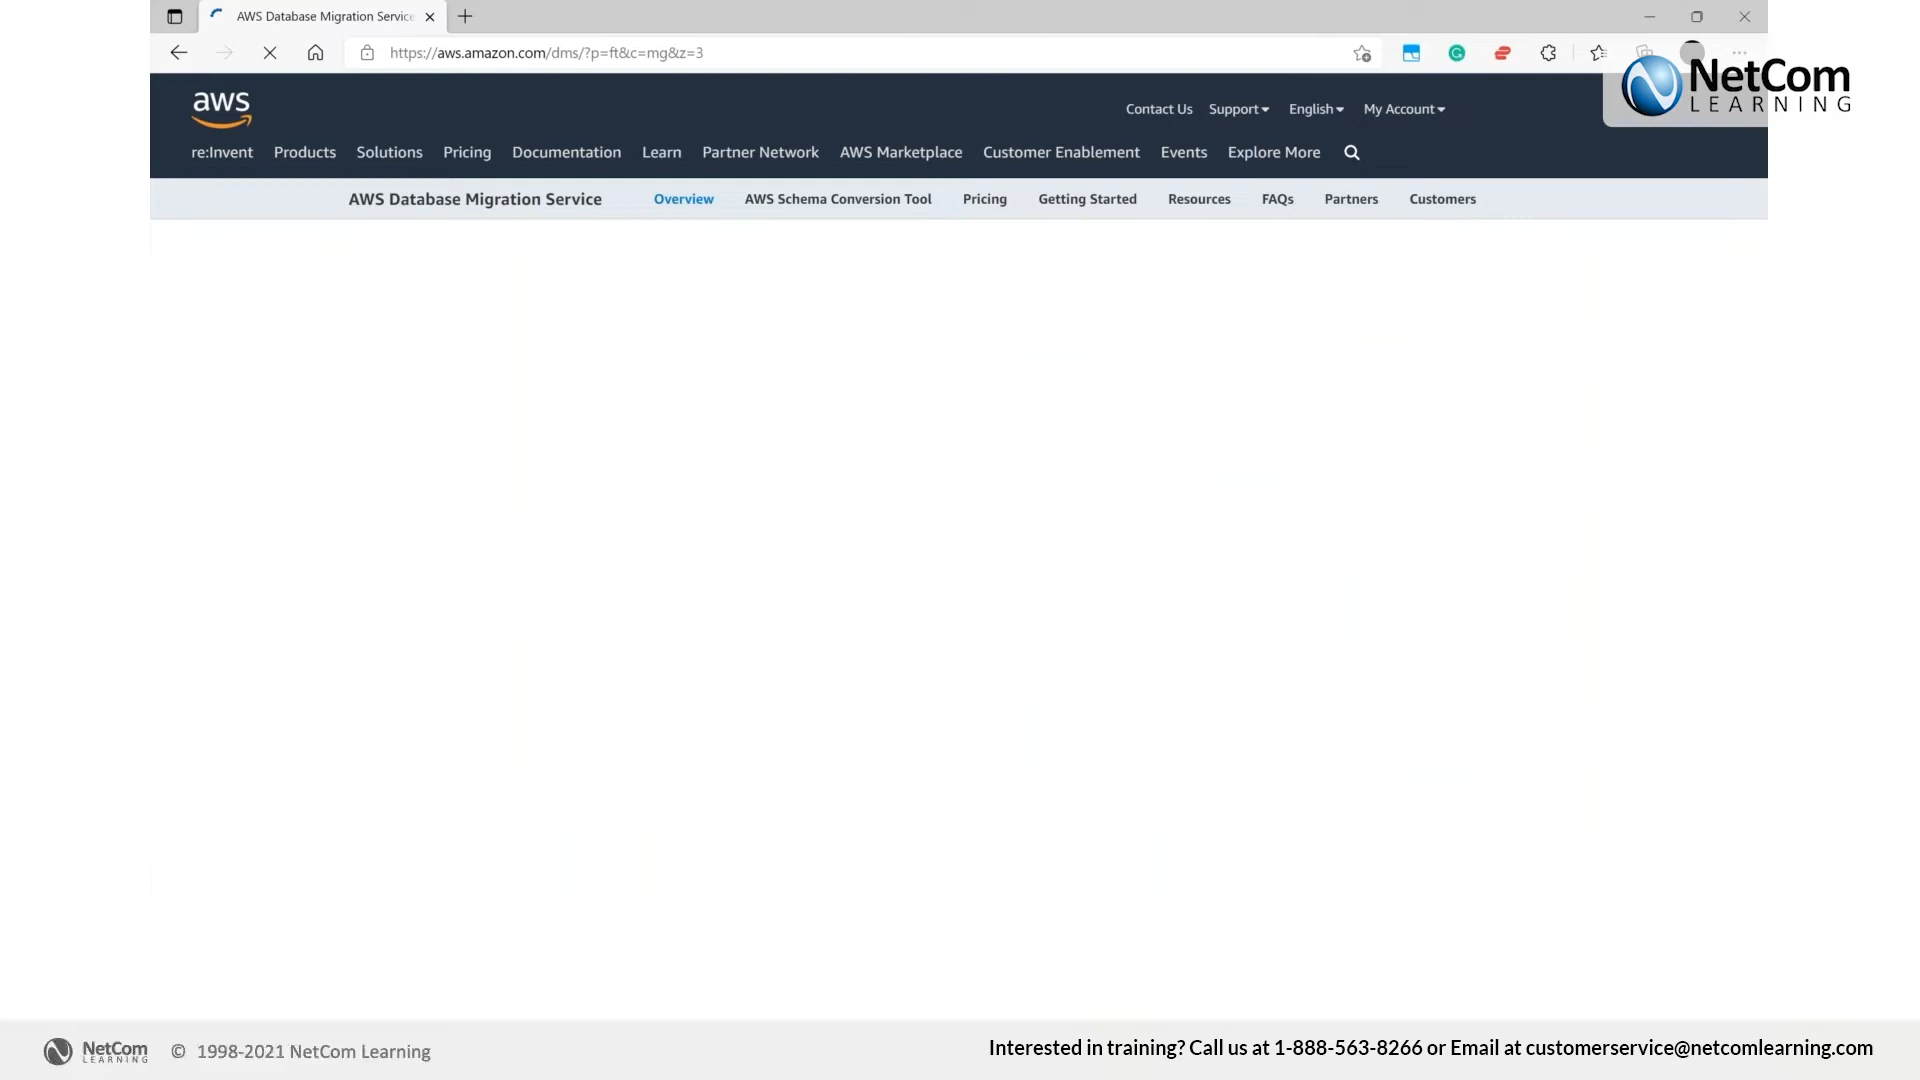 AWS Database Migration Service
https://aws.amazon.com/dms/?p=ft&c=mg&z=3
NetCom
LEARNING
aws
Contact Us Support English My Account
re:Invent Products Solutions Pricing Documentation Learn Partner Network AWS Marketplace Customer Enablement Events Explore More
AWS Database Migration Service Overview AWS Schema Conversion Tool Pricing Getting Started Resources FAQs Partners Customers
NetCom
LEARNING
© 1998-2021 NetCom Learning
Interested in training? Call us at 1-888-563-8266 or Email at customerservice@netcomlearning.com